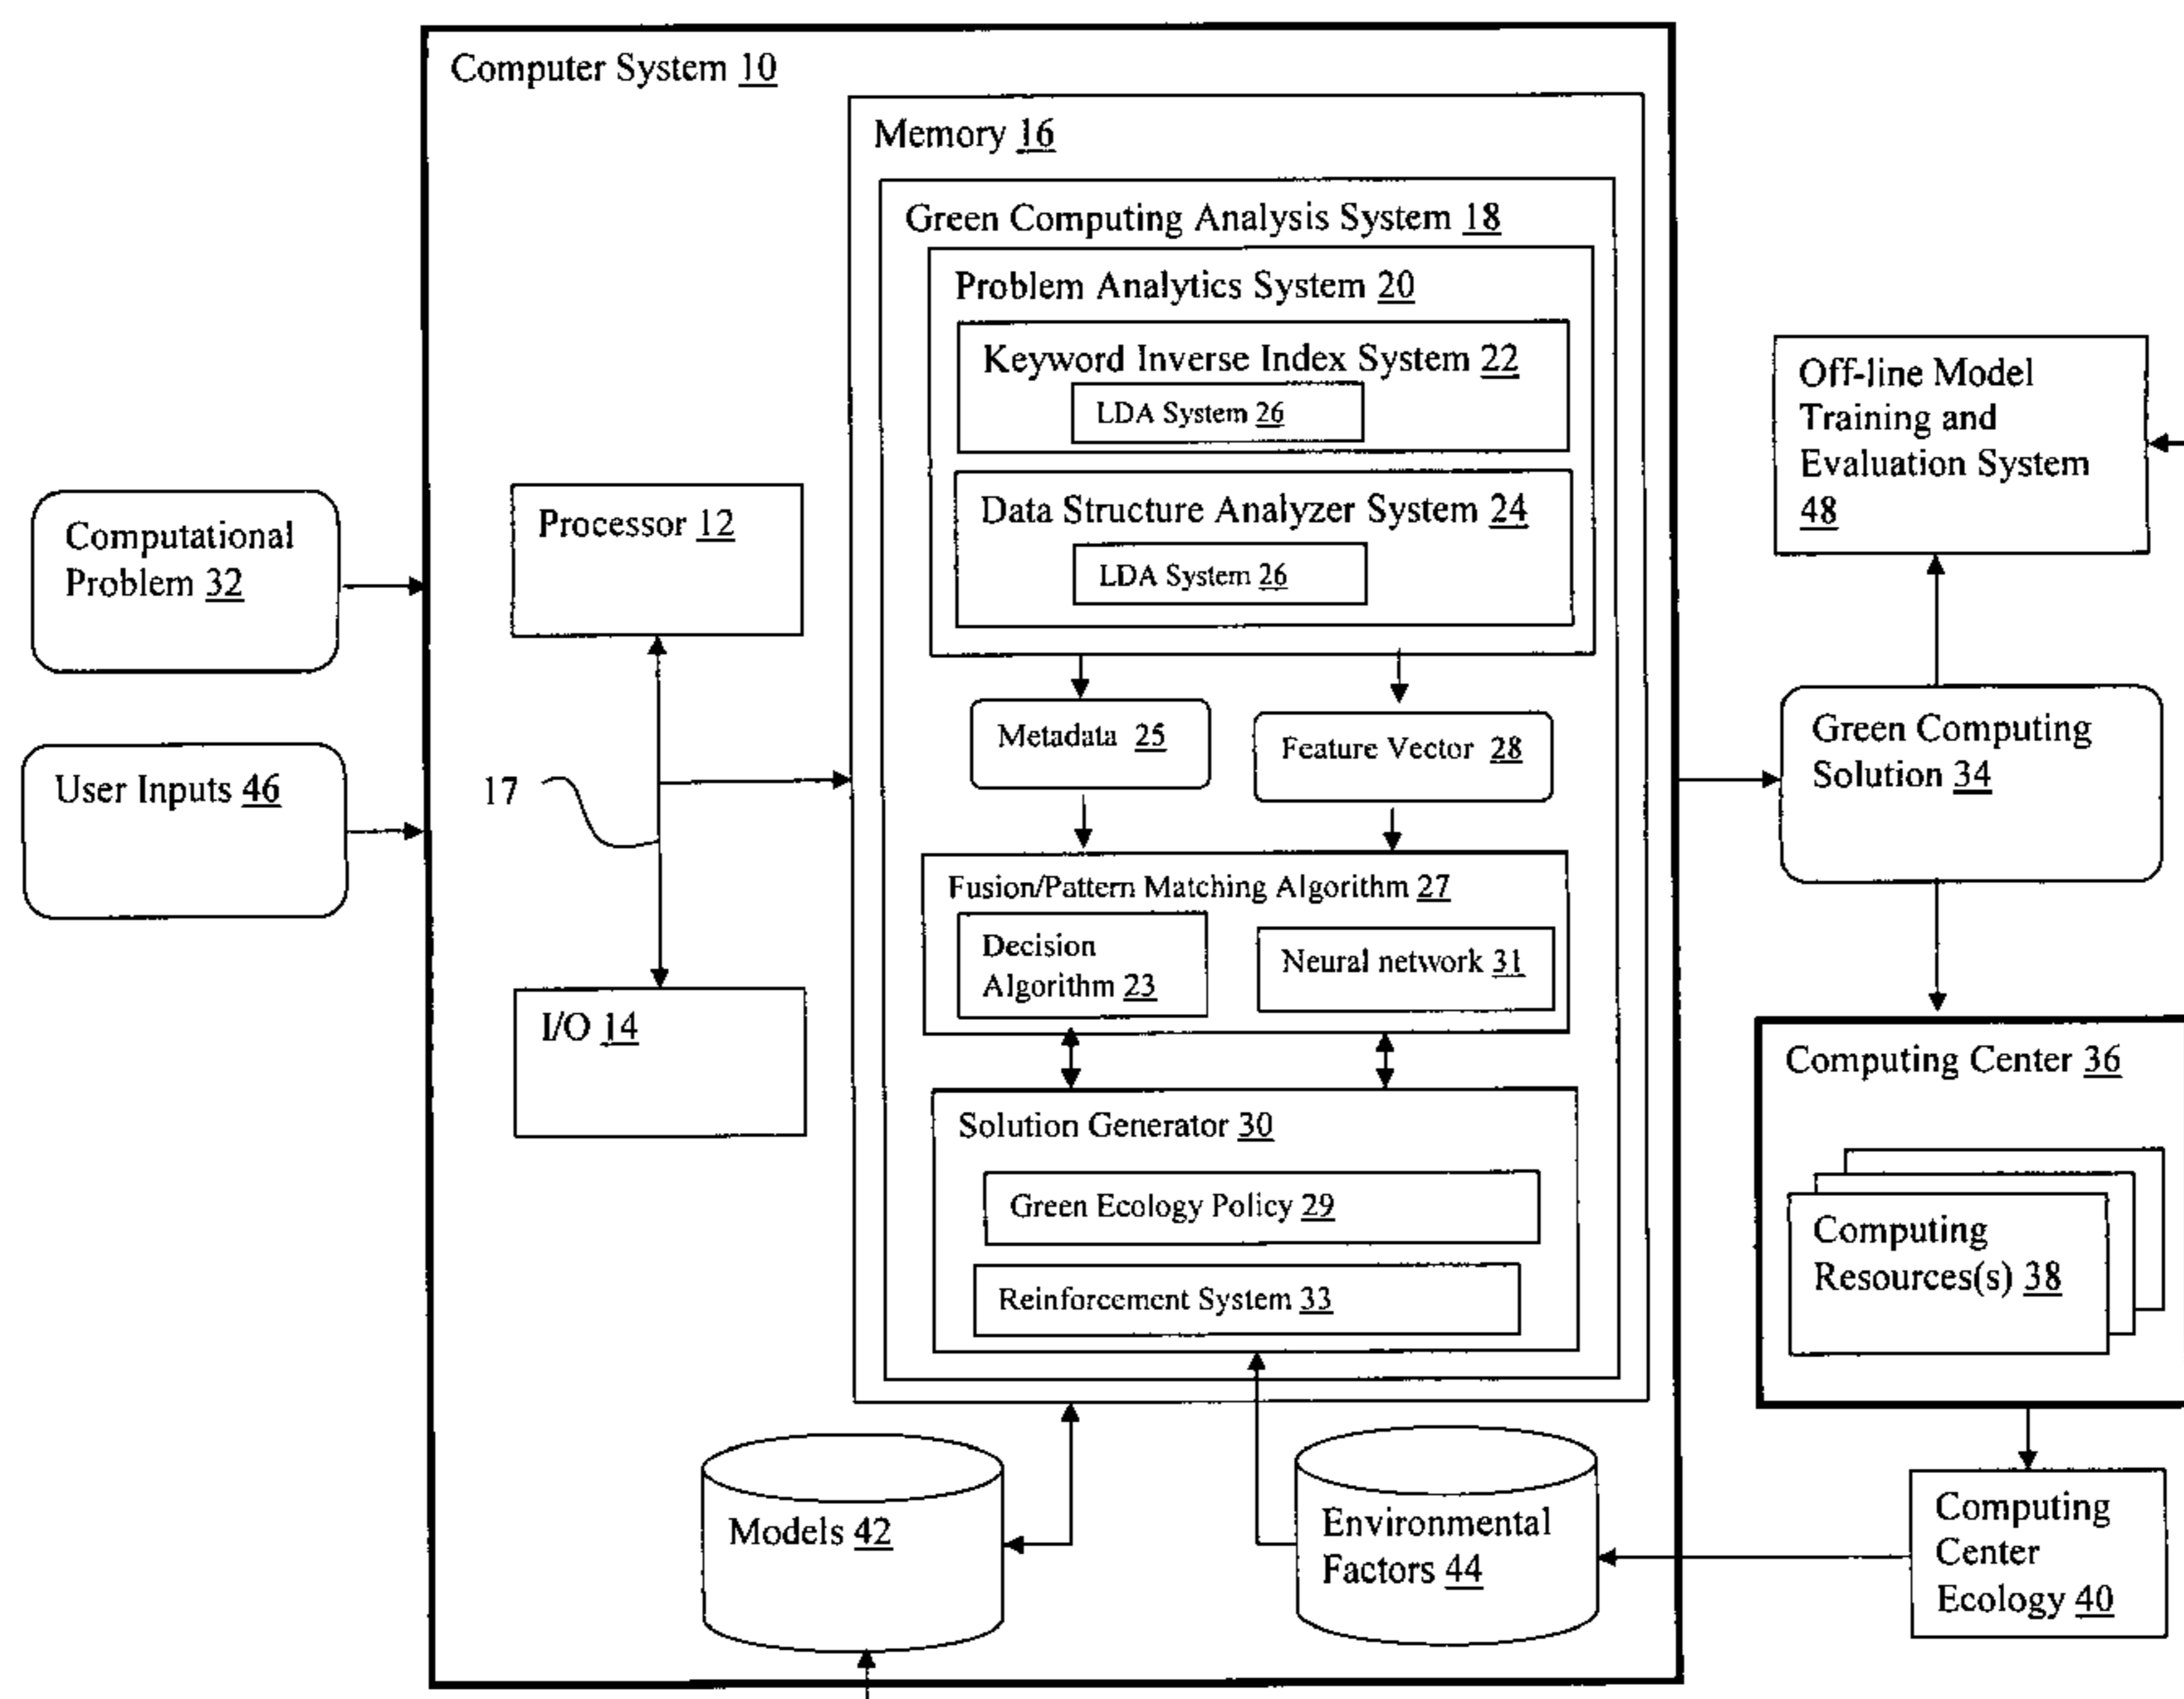 Computer System 10
Memory 16
Green Computing Analysis System 18
Problem Analytics System 20
Keyword Inverse Index System 22
LDA System 26
Data Structure Analyzer System 24
LDA System 26
Computational
Problem 32
User Inputs 46
Processor 12
17
I/O 14
Metadata 25
Feature Vector 28
Fusion/Pattern Matching Algorithm 27
Decision
Algorithm 23
Neural network 31
Solution Generator 30
Green Ecology Policy 29
Reinforcement System 33
Models 42
Environmental
Factors 44
Off-line Model
Training and
Evaluation System
48
Green Computing
Solution 34
Computing Center 36
Computing
Resources(s) 38
Computing
Center
Ecology 40